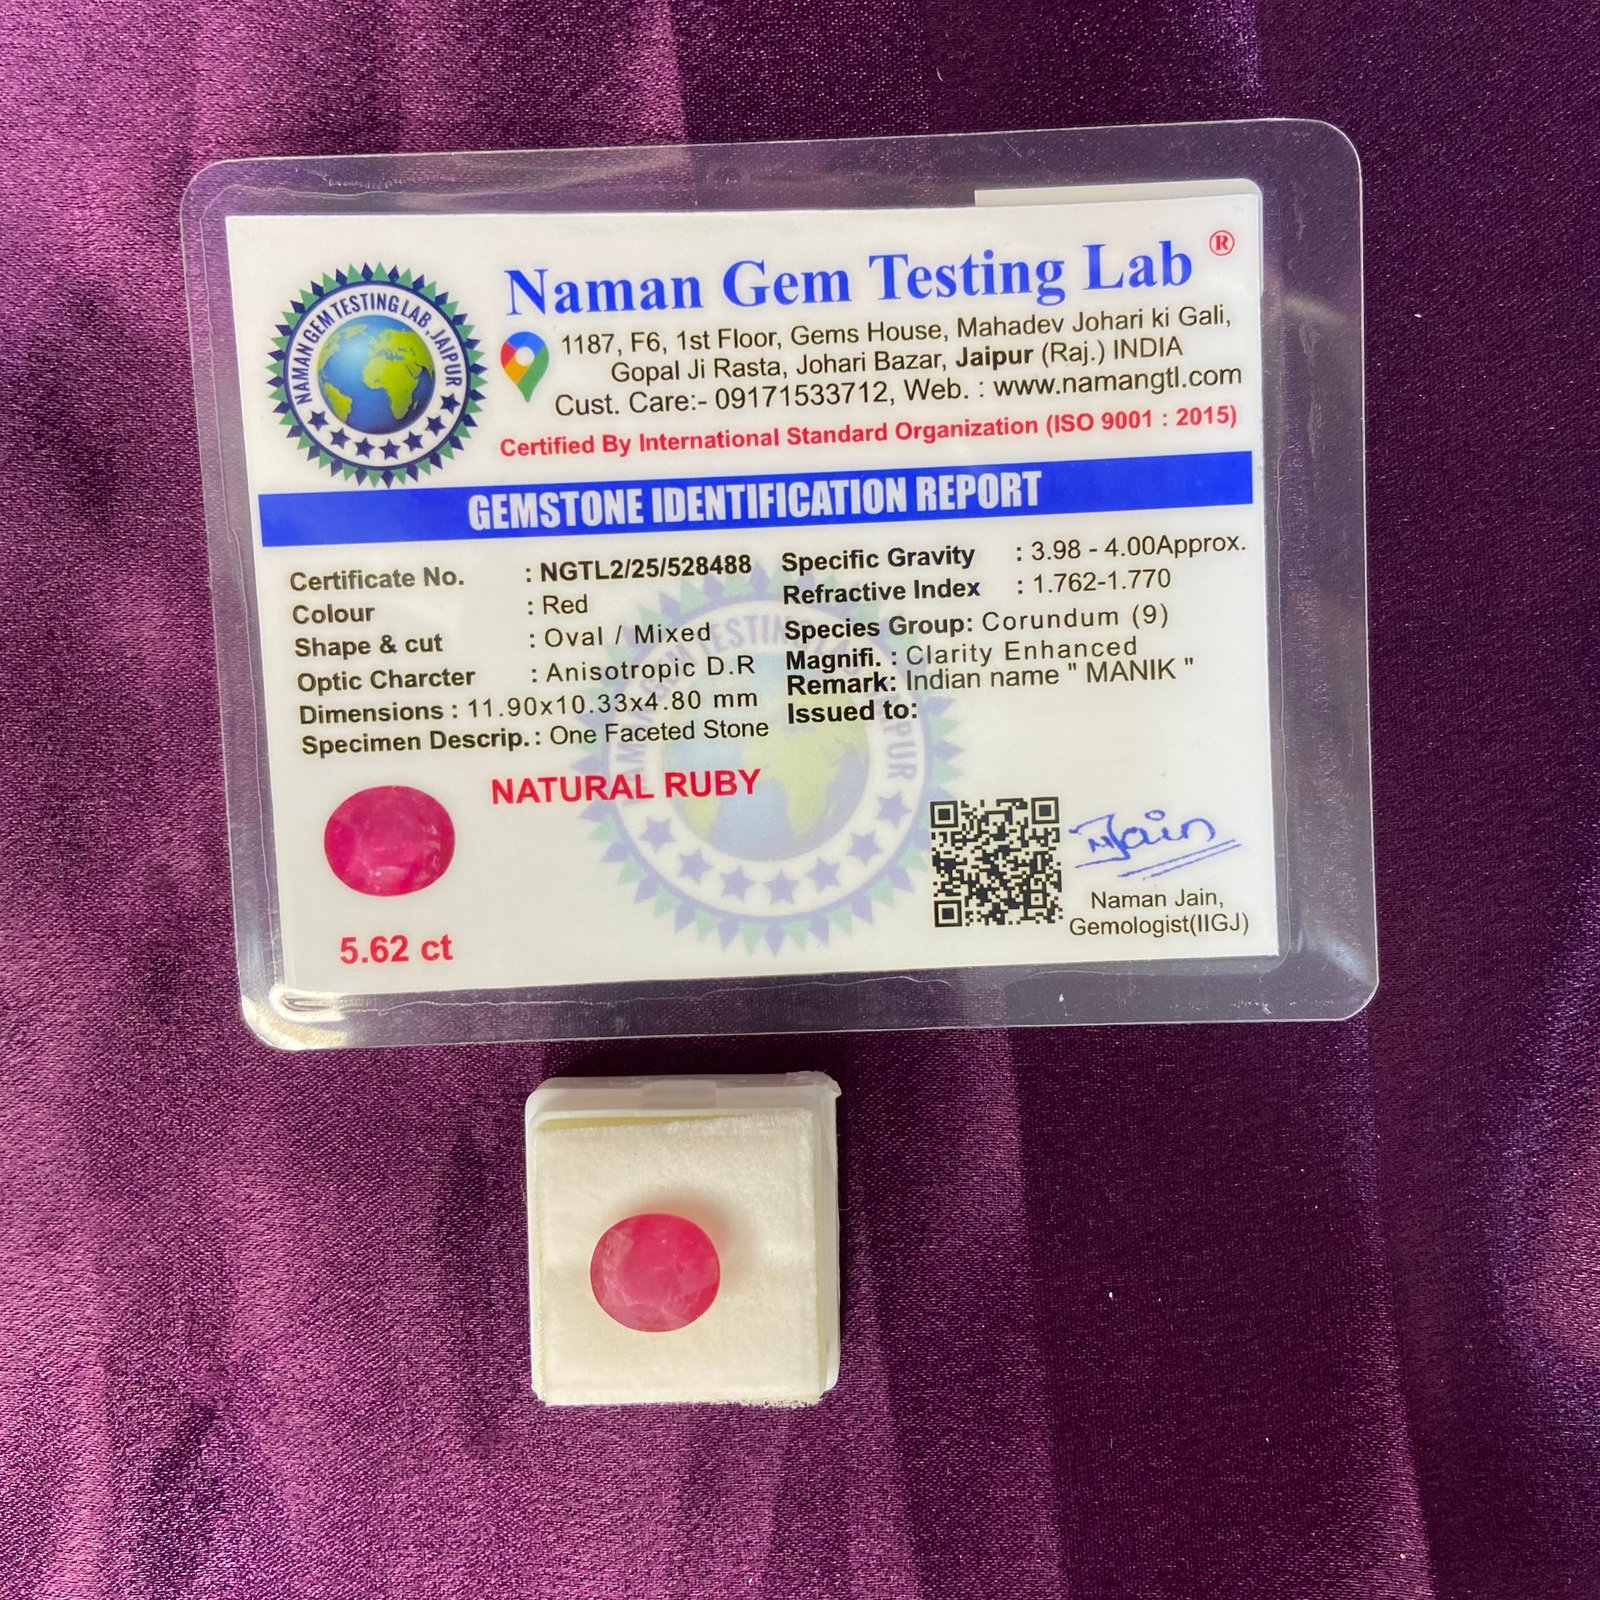 NAMAN GEM TESTING LAB, JAIPUR
Naman Gem Testing Lab ®
1187, F6, 1st Floor, Gems House, Mahadev Johari ki Gali,
Gopal Ji Rasta, Johari Bazar, Jaipur (Raj.) INDIA
Cust. Care:- 09171533712, Web. : www.namangtl.com
Certified By International Standard Organization (ISO 9001 : 2015)
GEMSTONE IDENTIFICATION REPORT
Certificate No. : NGTL2/25/528488
Colour : Red
Shape & cut : Oval / Mixed
Optic Charcter : Anisotropic D.R
Dimensions : 11.90x10.33x4.80 mm
Specimen Descrip. : One Faceted Stone
Specific Gravity : 3.98 - 4.00Approx.
Refractive Index : 1.762-1.770
Species Group: Corundum (9)
Magnifi. : Clarity Enhanced
Remark: Indian name " MANIK "
Issued to:
NATURAL RUBY
5.62 ct
NJain
Naman Jain,
Gemologist(IIGJ)